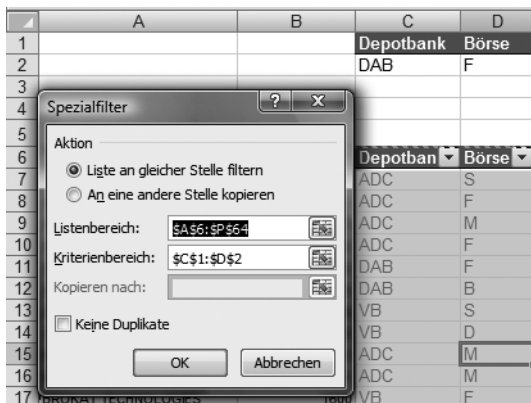 A B C D
1 Depotbank Börse
2 DAB F
3
4
5
6 Depotban Börse
7 ADC S
8 ADC F
9 ADC M
10 ADC F
11 DAB F
12 DAB B
13 VB S
14 VB D
15 ADC M
16 ADC M
17 BROKAT TECHNOLOGIES 1600 VB F
Spezialfilter
Aktion
Liste an gleicher Stelle filtern
An eine andere Stelle kopieren
Listenbereich: $A$6:$P$64
Kriterienbereich: $C$1:$D$2
Kopieren nach:
Keine Duplikate
OK Abbrechen